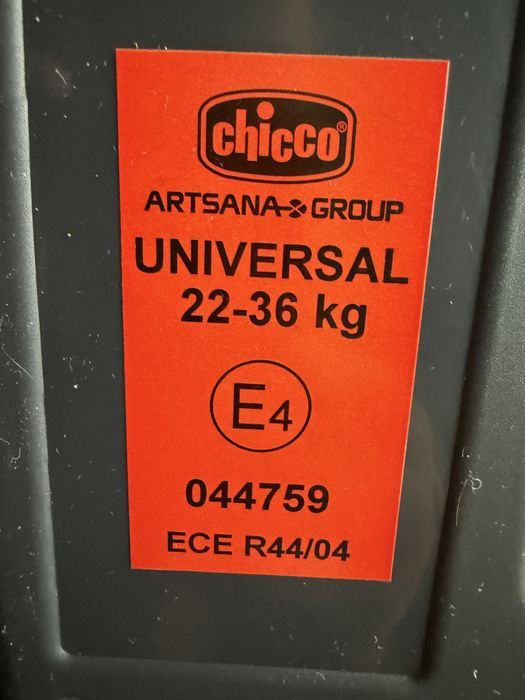 chicco®
ARTSANA GROUP
UNIVERSAL
22-36 kg
E4
044759
ECE R44/04